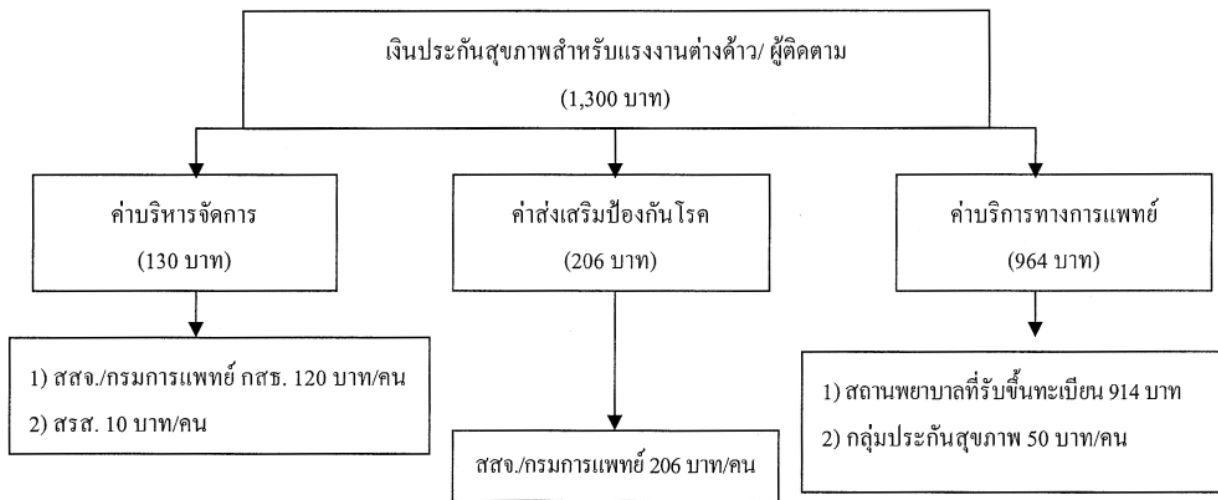 เงินประกันสุขภาพสำหรับแรงงานต่างด้าว/ ผู้ติดตาม
(1,300 บาท)
ค่าบริหารจัดการ
(130 บาท)
ค่าส่งเสริมป้องกันโรค
(206 บาท)
ค่าบริการทางการแพทย์
(964 บาท)
1) สสจ./กรมการแพทย์ กสธ. 120 บาท/คน
2) สรส. 10 บาท/คน
สสจ./กรมการแพทย์ 206 บาท/คน
1) สถานพยาบาลที่รับขึ้นทะเบียน 914 บาท
2) กลุ่มประกันสุขภาพ 50 บาท/คน